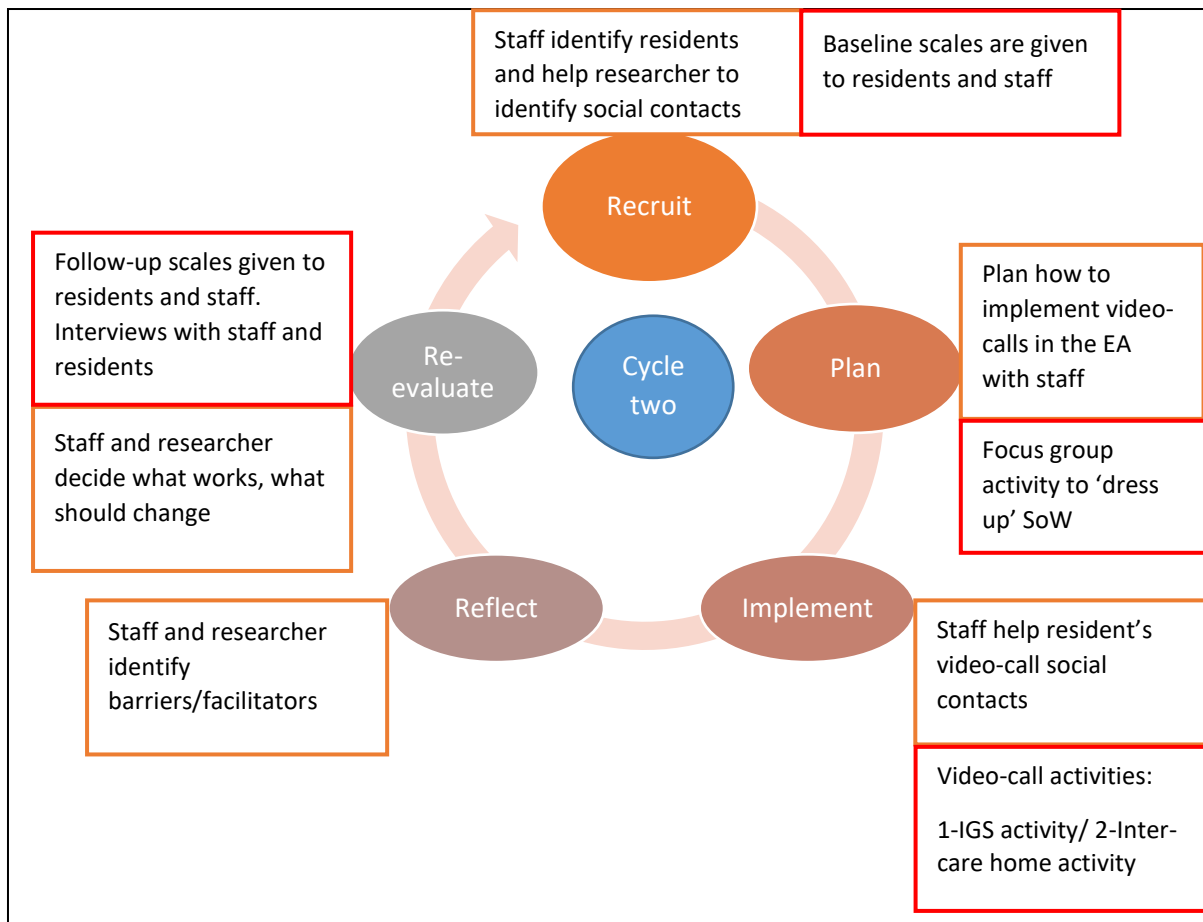 Staff identify residents
and help researcher to
identify social contacts
Baseline scales are given
to residents and staff
Recruit
Follow-up scales given to
residents and staff.
Interviews with staff and
residents
Plan how to
implement video-
calls in the EA
with staff
Re-
evaluate
Cycle
two
Plan
Staff and researcher
decide what works, what
should change
Focus group
activity to ‘dress
up’ SoW
Reflect
Implement
Staff and researcher
identify
barriers/facilitators
Staff help resident’s
video-call social
contacts
Video-call activities:
1-IGS activity/ 2-Inter-
care home activity